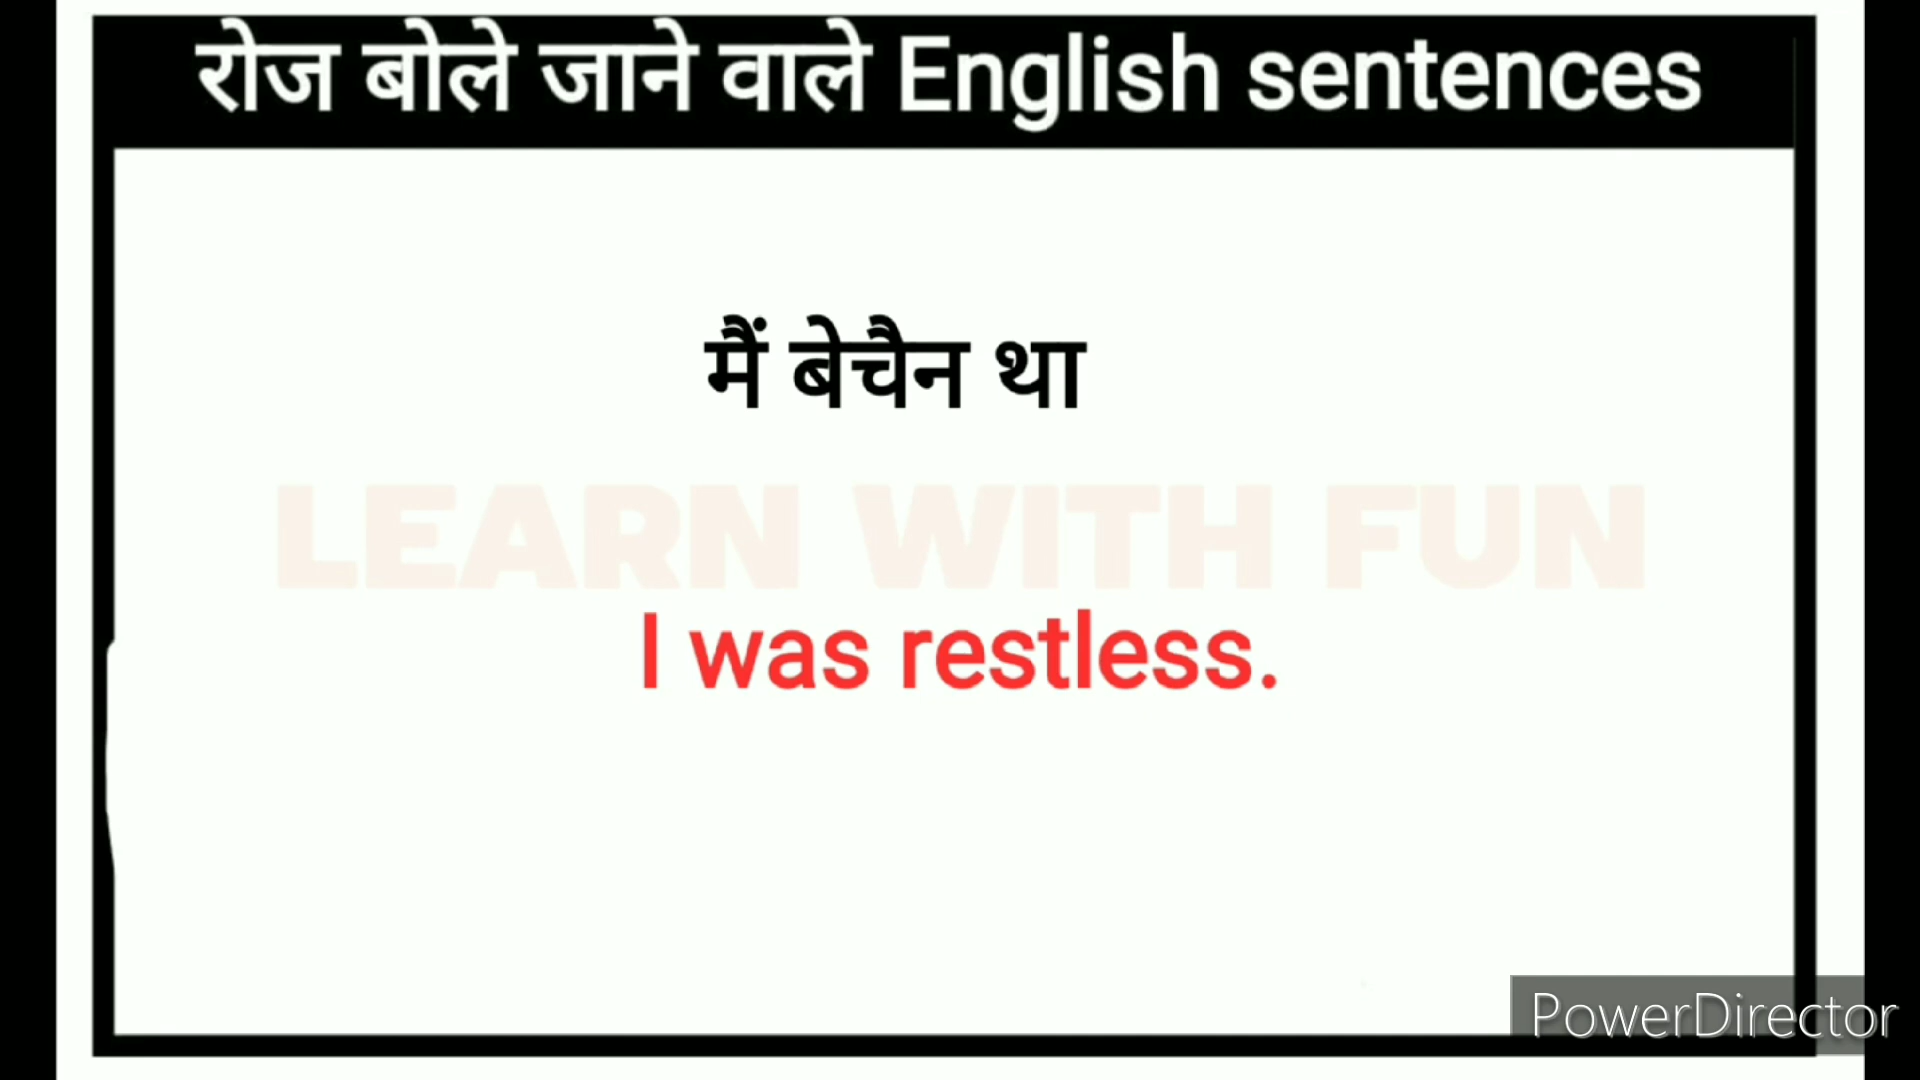 रोज बोले जाने वाले English sentences
मैं बेचैन था
LEARN WITH FUN
I was restless.
PowerDirector